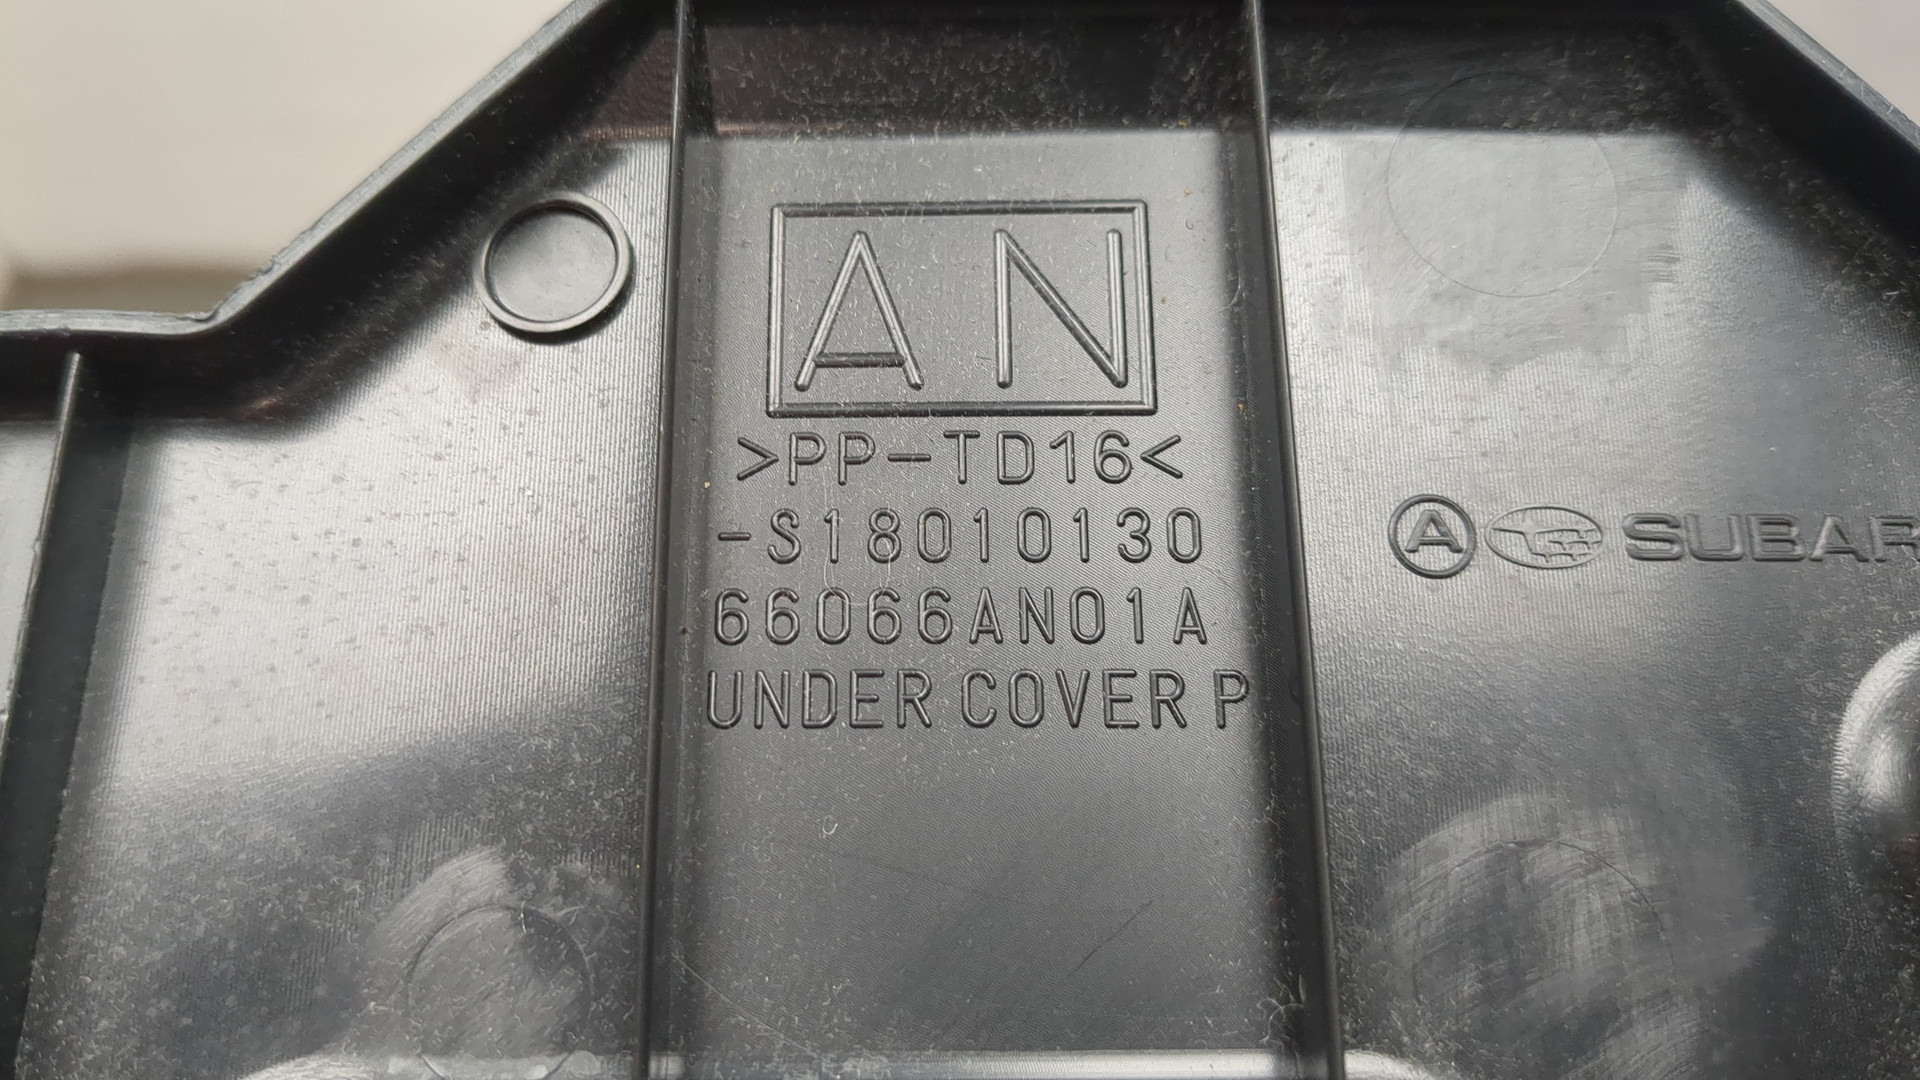 AN
>PP-TD16<
-S18010130
66066AN01A
UNDER COVER P
A SUBAR